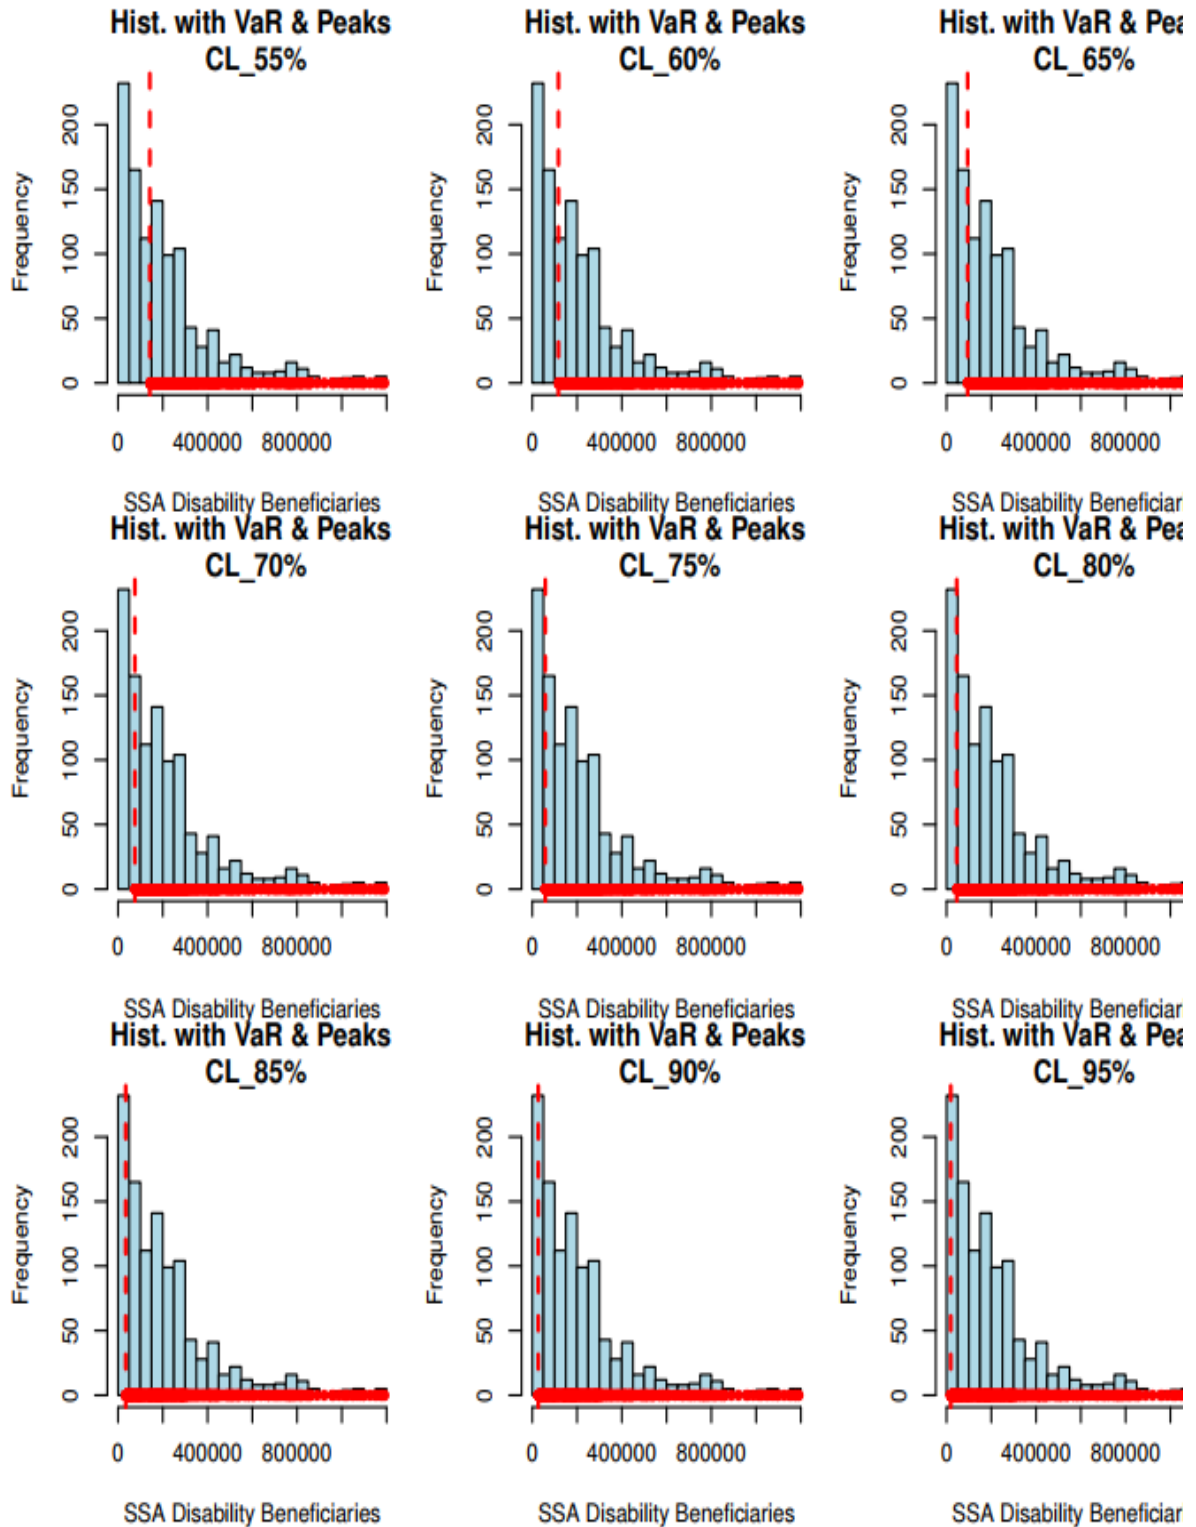 Hist. with VaR & Peaks
CL_55%
Frequency
200
150
100
50
0
0 400000 800000
SSA Disability Beneficiaries
Hist. with VaR & Peaks
CL_60%
Frequency
200
150
100
50
0
0 400000 800000
SSA Disability Beneficiaries
Hist. with VaR & Pea
CL_65%
Frequency
200
150
100
50
0
0 400000 800000
SSA Disability Beneficiar
Hist. with VaR & Peaks
CL_70%
Frequency
200
150
100
50
0
0 400000 800000
SSA Disability Beneficiaries
Hist. with VaR & Peaks
CL_75%
Frequency
200
150
100
50
0
0 400000 800000
SSA Disability Beneficiaries
Hist. with VaR & Pea
CL_80%
Frequency
200
150
100
50
0
0 400000 800000
SSA Disability Beneficiar
Hist. with VaR & Peaks
CL_85%
Frequency
200
150
100
50
0
0 400000 800000
SSA Disability Beneficiaries
Hist. with VaR & Peaks
CL_90%
Frequency
200
150
100
50
0
0 400000 800000
SSA Disability Beneficiaries
Hist. with VaR & Pea
CL_95%
Frequency
200
150
100
50
0
0 400000 800000
SSA Disability Beneficiar